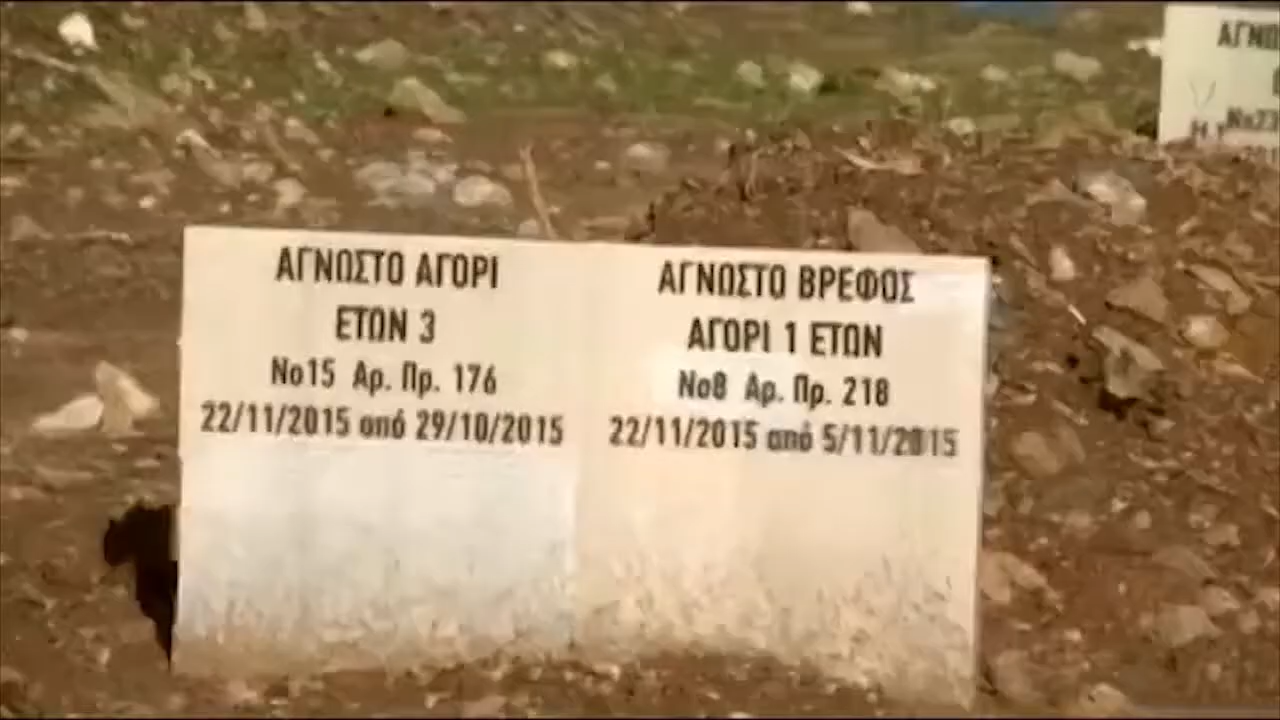 ΑΓΝΩΣΤΟ ΑΓΟΡΙ
ΕΤΩΝ 3
Νο15 Αρ. Πρ. 176
22/11/2015 από 29/10/2015
ΑΓΝΩΣΤΟ ΒΡΕΦΟΣ
ΑΓΟΡΙ 1 ΕΤΩΝ
Νο8 Αρ. Πρ. 218
22/11/2015 από 5/11/2015